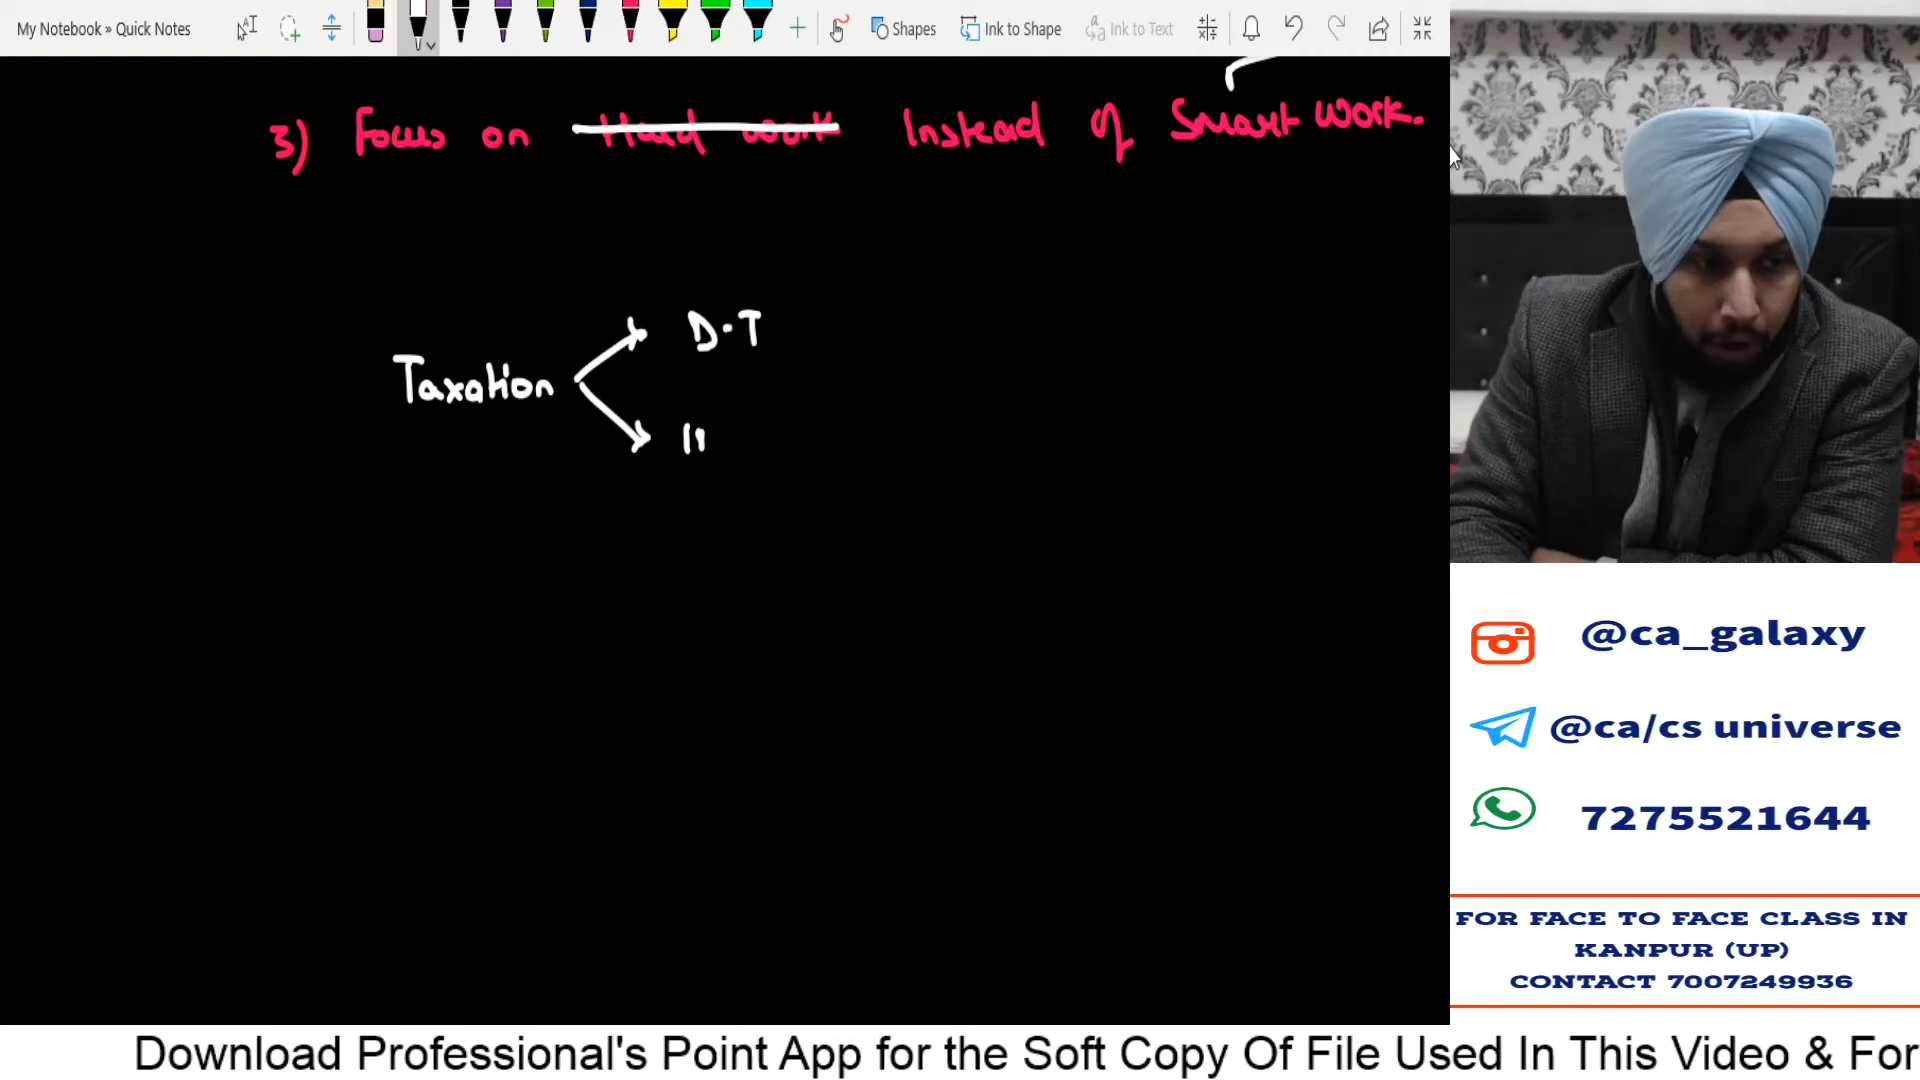 My Notebook » Quick Notes
Shapes
Ink to Shape
Ink to Text
3) Focus on Hard work Instead of Smart Work.
Taxation
D.T
@ca_galaxy
@ca/cs universe
7275521644
FOR FACE TO FACE CLASS IN
KANPUR (UP)
CONTACT 7007249936
Download Professional's Point App for the Soft Copy Of File Used In This Video & For